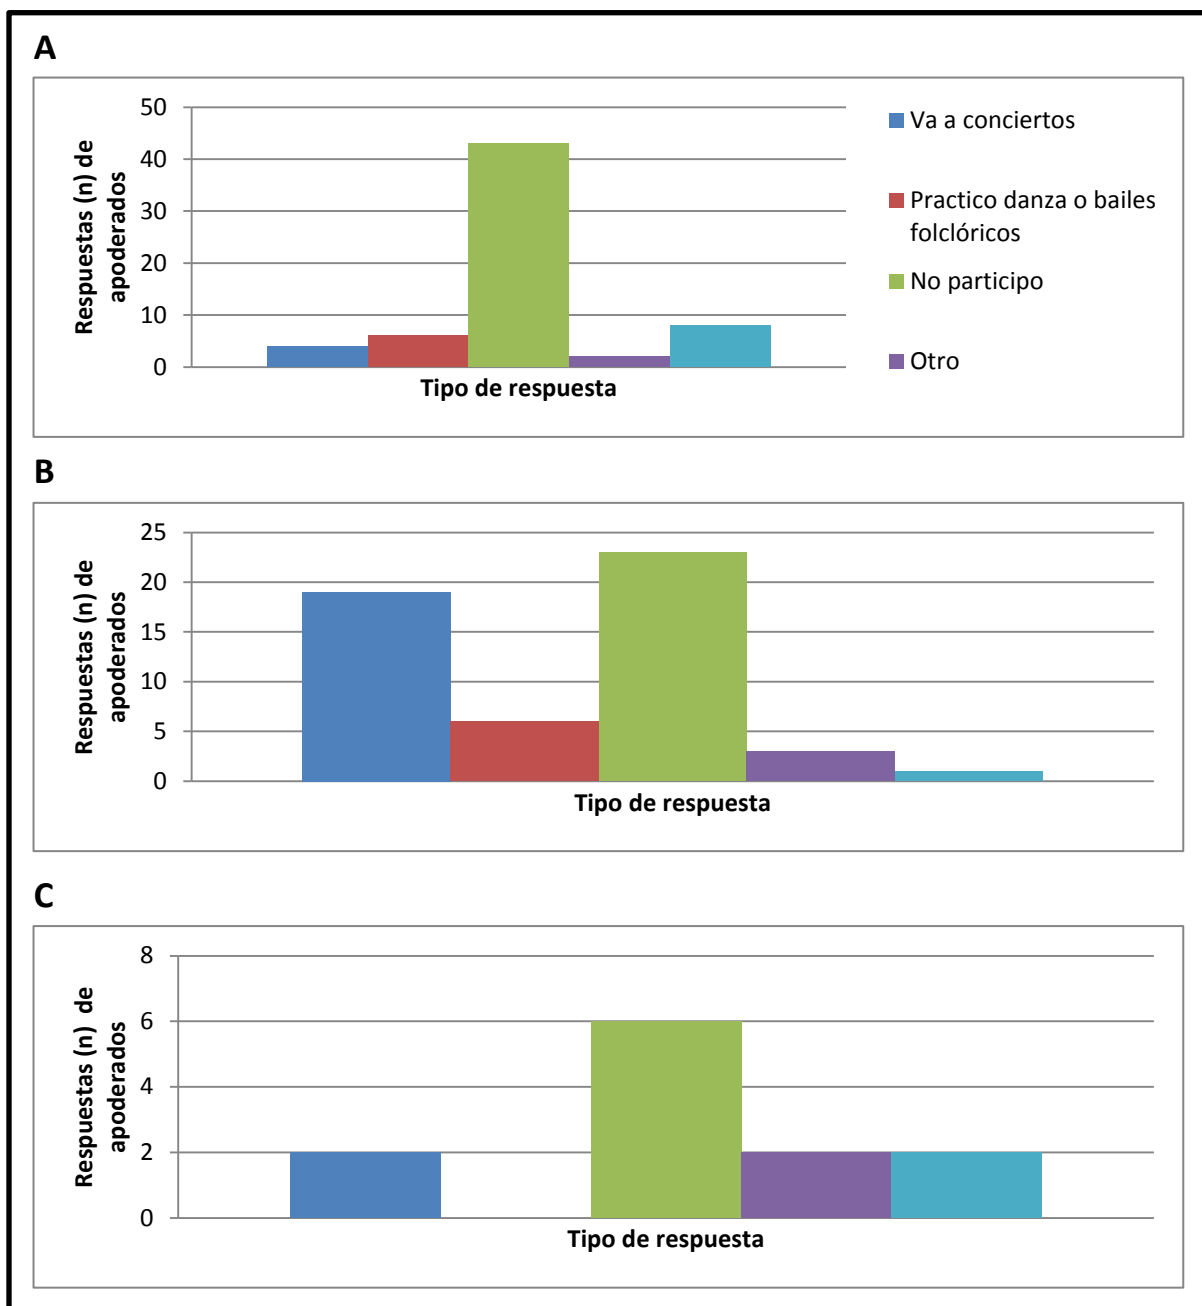 A
Respuestas (n) de
apoderados
50
40
30
20
10
0
Tipo de respuesta
Va a conciertos
Practico danza o bailes
folclóricos
No participo
Otro
B
Respuestas (n) de
apoderados
25
20
15
10
5
0
Tipo de respuesta
C
Respuestas (n) de
apoderados
8
6
4
2
0
Tipo de respuesta